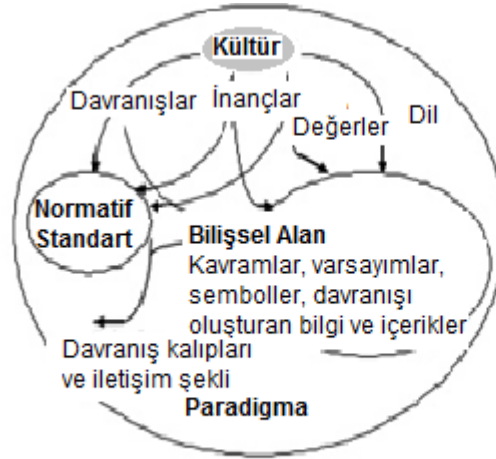 Kültür
Davranışlar
İnançlar
Değerler
Dil
Normatif
Standart
Bilişsel Alan
Kavramlar, varsayımlar,
semboller, davranışı
oluşturan bilgi ve içerikler
Davranış kalıpları
ve iletişim şekli
Paradigma